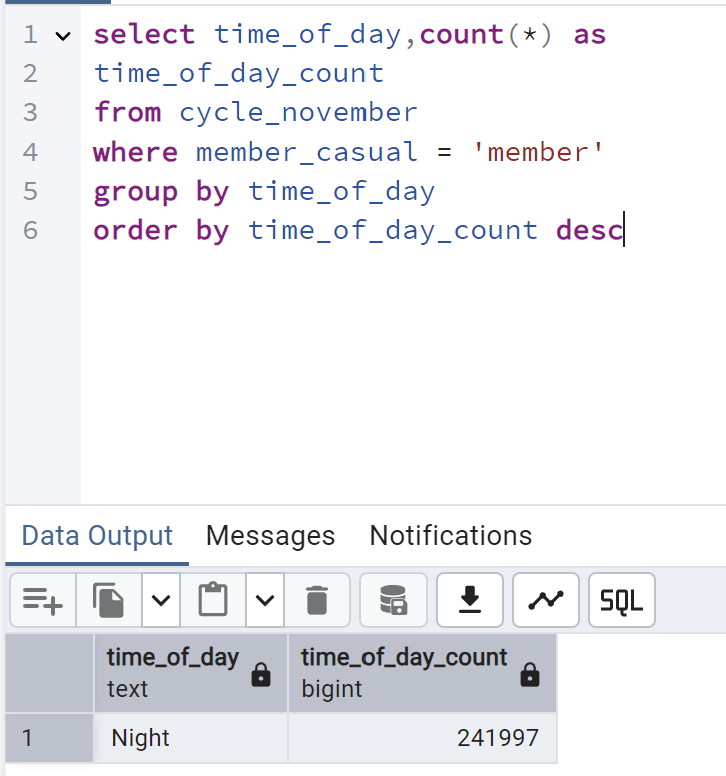 1 select time_of_day,count(*) as
2 time_of_day_count
3 from cycle_november
4 where member_casual = 'member'
5 group by time_of_day
6 order by time_of_day_count desc
Data Output Messages Notifications
SQL
time_of_day time_of_day_count
text bigint
1 Night 241997